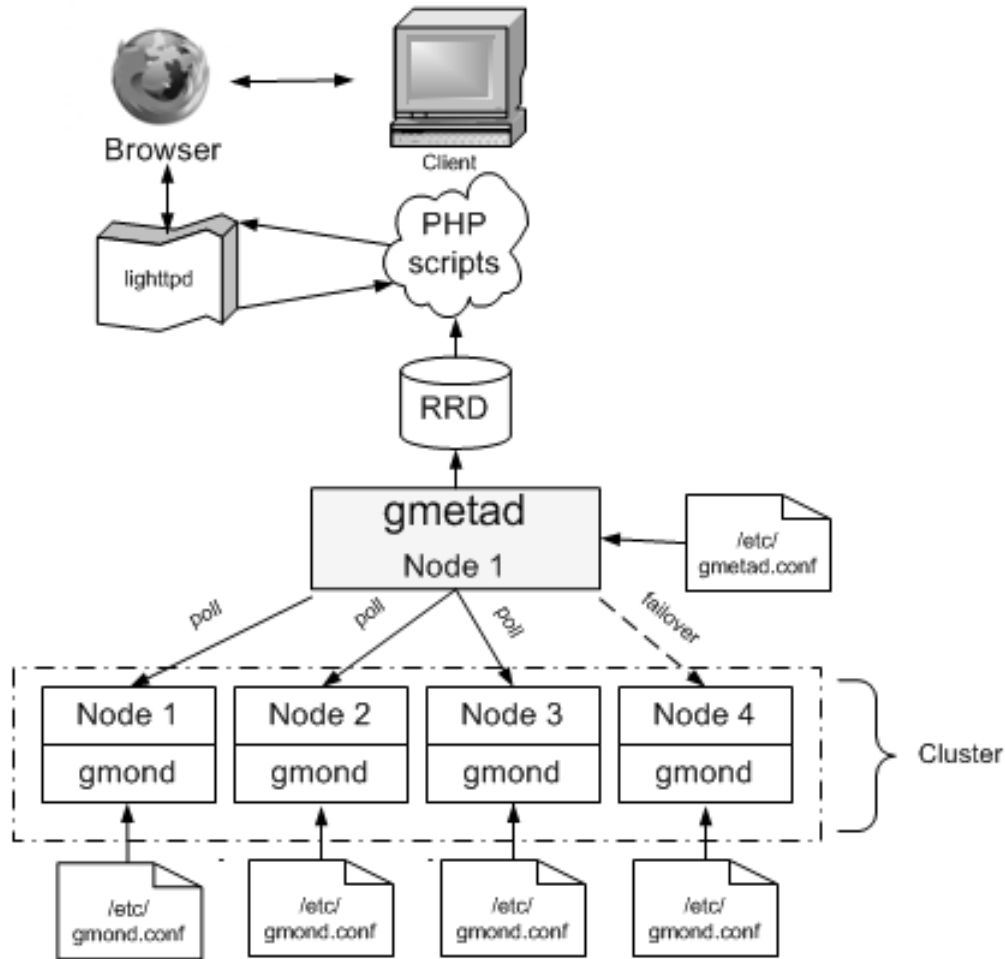 Browser
Client
PHP
scripts
lighttpd
RRD
gmetad
Node 1
/etc/
gmetad.conf
poll
poll
poll
failover
Node 1
Node 2
Node 3
Node 4
gmond
gmond
gmond
gmond
Cluster
/etc/
gmond.conf
/etc/
gmond.conf
/etc/
gmond.conf
/etc/
gmond.conf